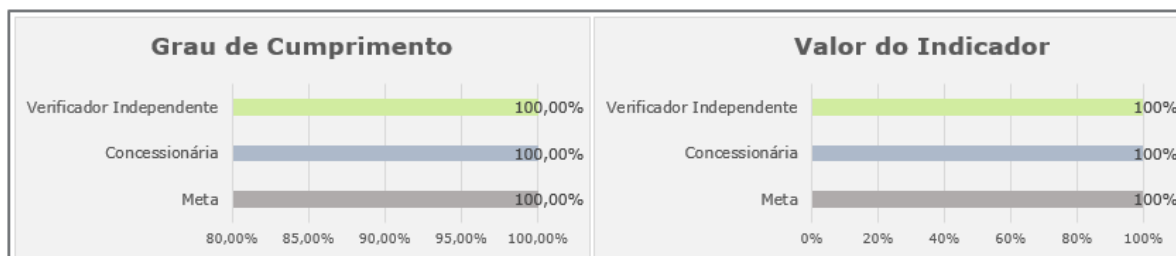 Grau de Cumprimento
Verificador Independente 100,00%
Concessionária 100,00%
Meta 100,00%
80,00% 85,00% 90,00% 95,00% 100,00%
Valor do Indicador
Verificador Independente 100%
Concessionária 100%
Meta 100%
0% 20% 40% 60% 80% 100%